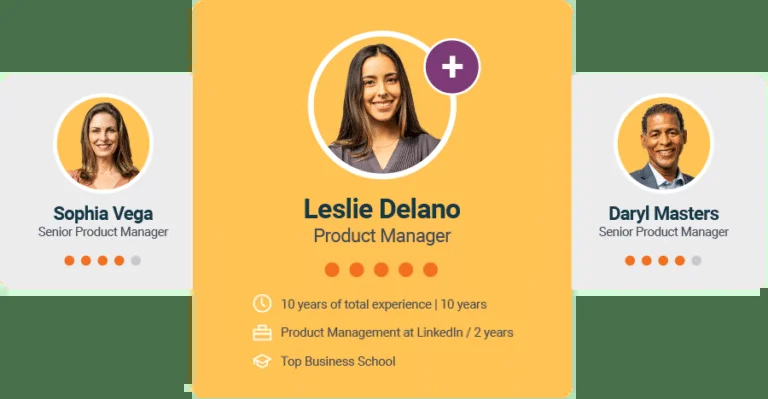 Leslie Delano
Product Manager
10 years of total experience | 10 years
Product Management at LinkedIn / 2 years
Top Business School
Sophia Vega
Senior Product Manager
Daryl Masters
Senior Product Manager